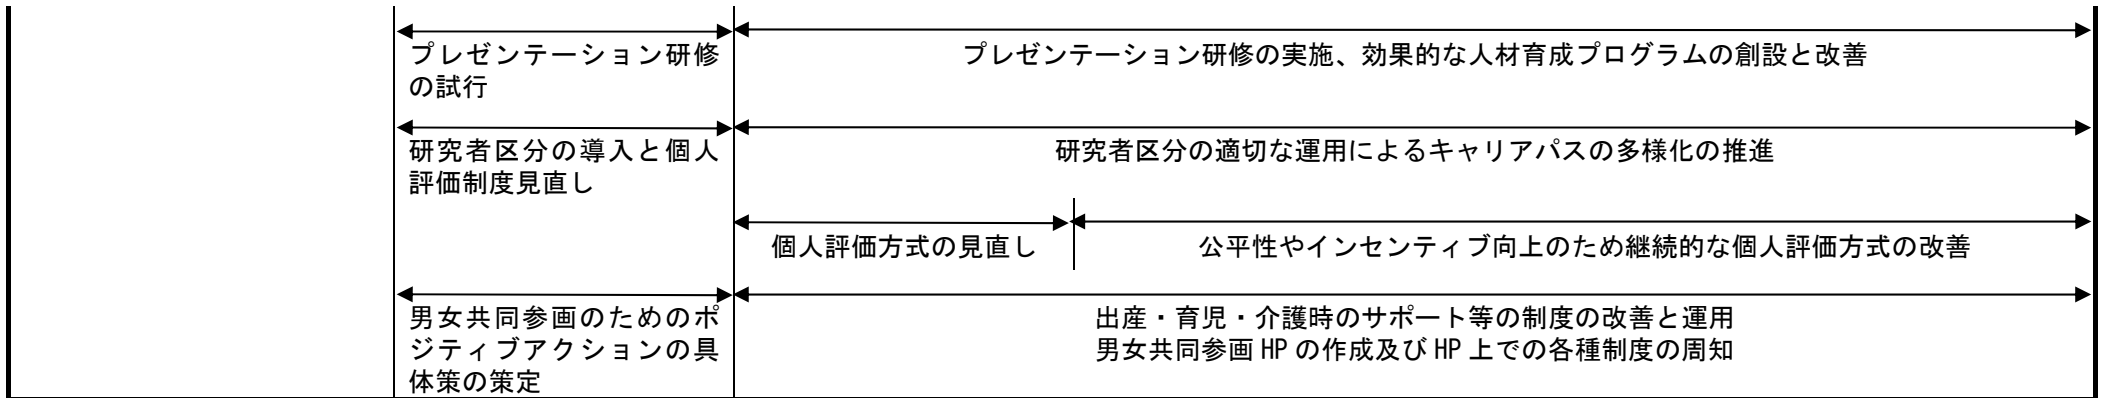 プレゼンテーション研修
の試行
プレゼンテーション研修の実施、効果的な人材育成プログラムの創設と改善
研究者区分の導入と個人
評価制度見直し
研究者区分の適切な運用によるキャリアパスの多様化の推進
個人評価方式の見直し
公平性やインセンティブ向上のため継続的な個人評価方式の改善
男女共同参画のためのポ
ジティブアクションの具
体策の策定
出産・育児・介護時のサポート等の制度の改善と運用
男女共同参画 HP の作成及び HP 上での各種制度の周知